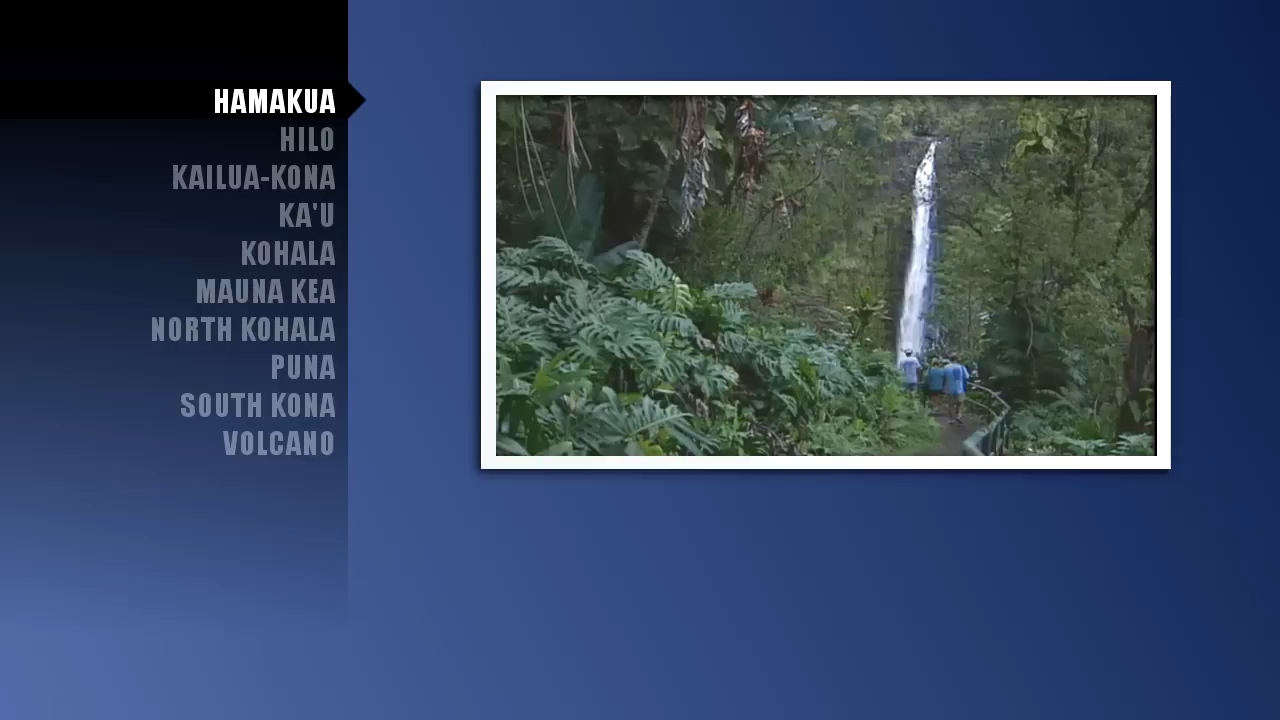 HAMAKUA
HILO
KAILUA-KONA
KA'U
KOHALA
MAUNA KEA
NORTH KOHALA
PUNA
SOUTH KONA
VOLCANO